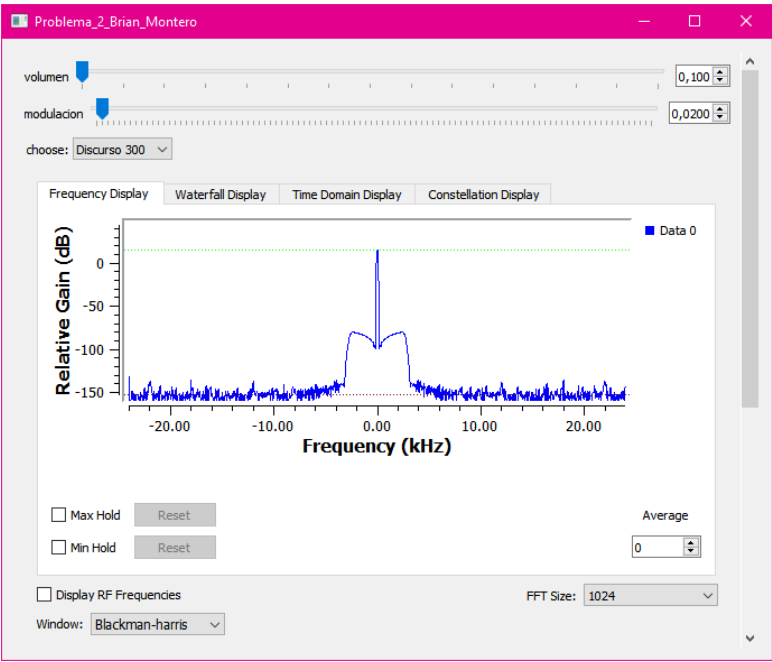 Problema_2_Brian_Montero
volumen 0,100
modulacion 0,0200
choose: Discurso 300
Frequency Display Waterfall Display Time Domain Display Constellation Display
Data 0
Relative Gain (dB)
0
-50
-100
-150
-20.00 -10.00 0.00 10.00 20.00
Frequency (kHz)
Max Hold Reset Average
Min Hold Reset 0
Display RF Frequencies FFT Size: 1024
Window: Blackman-harris